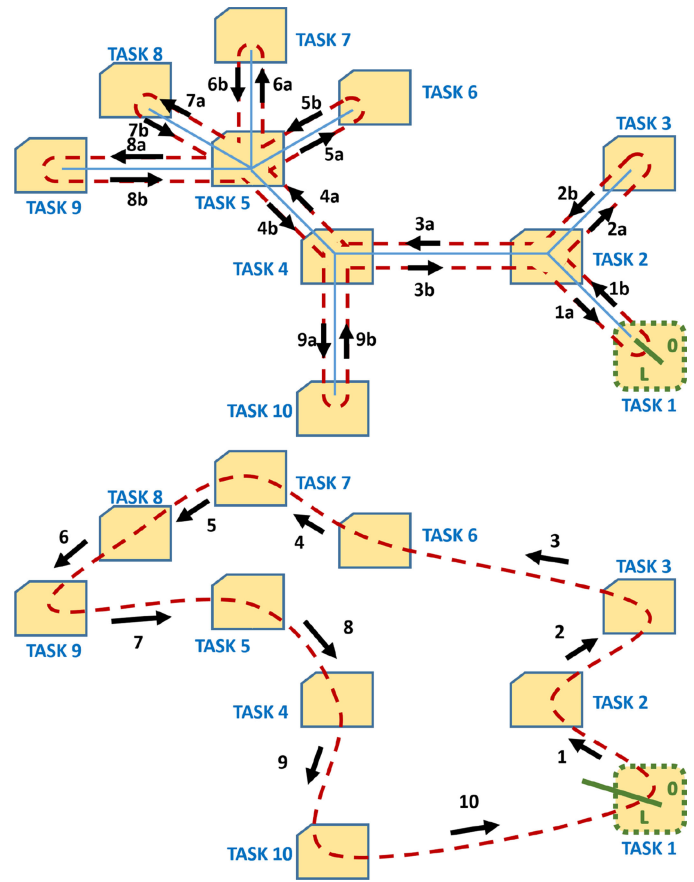 TASK 7
TASK 8
6b
6a
7a
5b
TASK 6
7b
8a
5a
TASK 3
TASK 9
8b
TASK 5
4a
2b
2a
4b
3a
TASK 4
TASK 2
3b
1b
1a
9a
9b
0
L
TASK 10
TASK 1
TASK 8
TASK 7
6
5
4
TASK 6
3
TASK 3
TASK 9
7
TASK 5
8
2
TASK 4
TASK 2
9
1
10
0
L
TASK 10
TASK 1